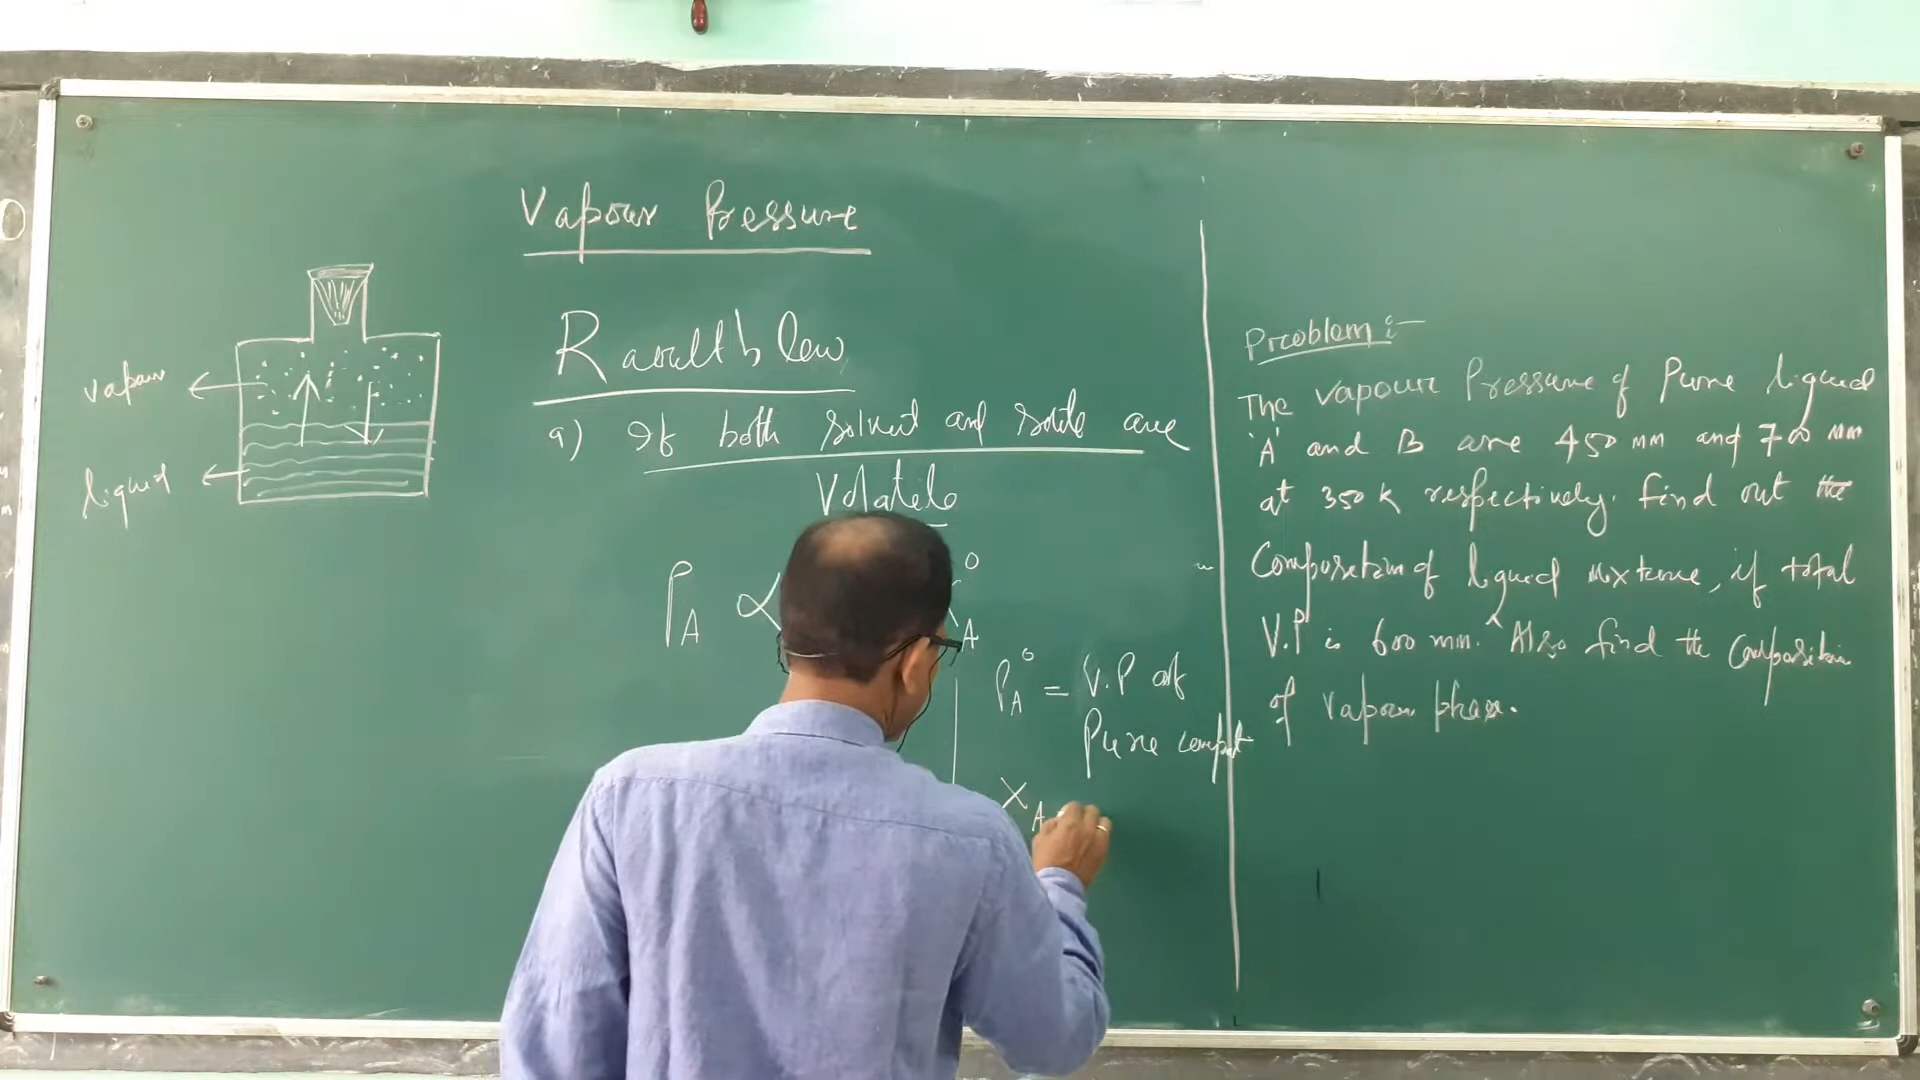 Vapour Pressure
Raoult's Law
a) If both solvent and solute are
Volatile
vapour
liquid
P_A ∝
°
A
P_A° = V.P of
Pure
X_A
Problem :-
The vapour Pressure of Pure liquid
'A' and B are 450 mm and 700 mm
at 350 K respectively. Find out the
Composition of liquid mixture, if total
V.P is 600 mm. Also find the composition
of vapour phase.